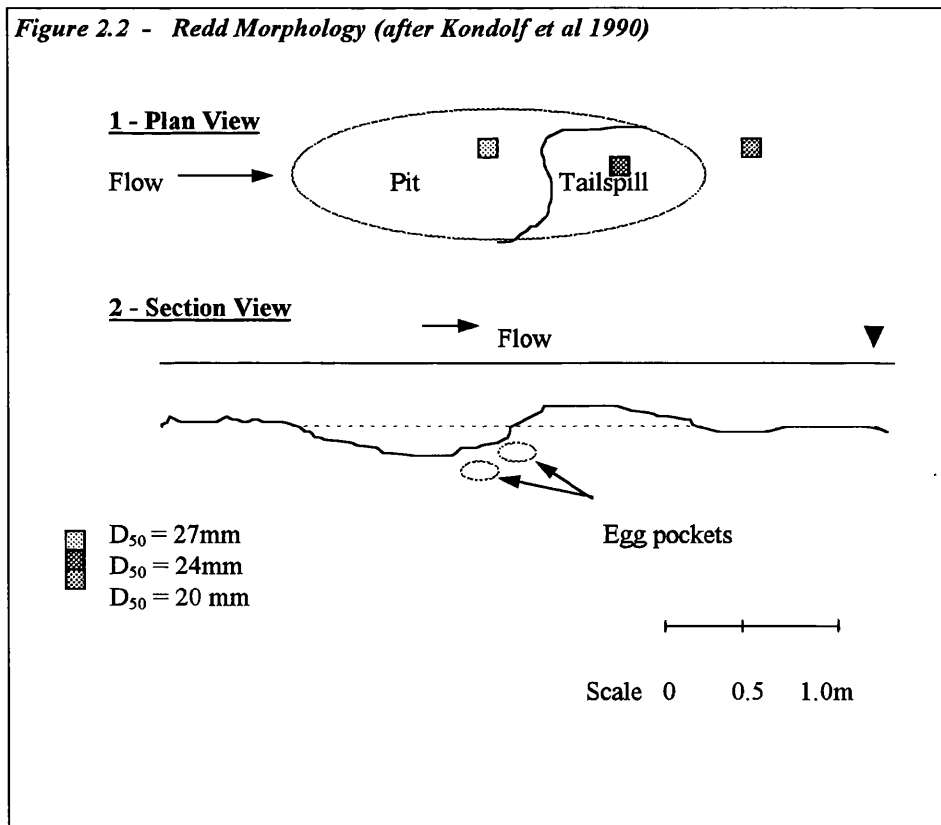 Figure 2.2 - Redd Morphology (after Kondolf et al 1990)
1 - Plan View
Flow
Pit
Tailspill
2 - Section View
Flow
Egg pockets
D₅₀ = 27mm
D₅₀ = 24mm
D₅₀ = 20 mm
Scale 0 0.5 1.0m